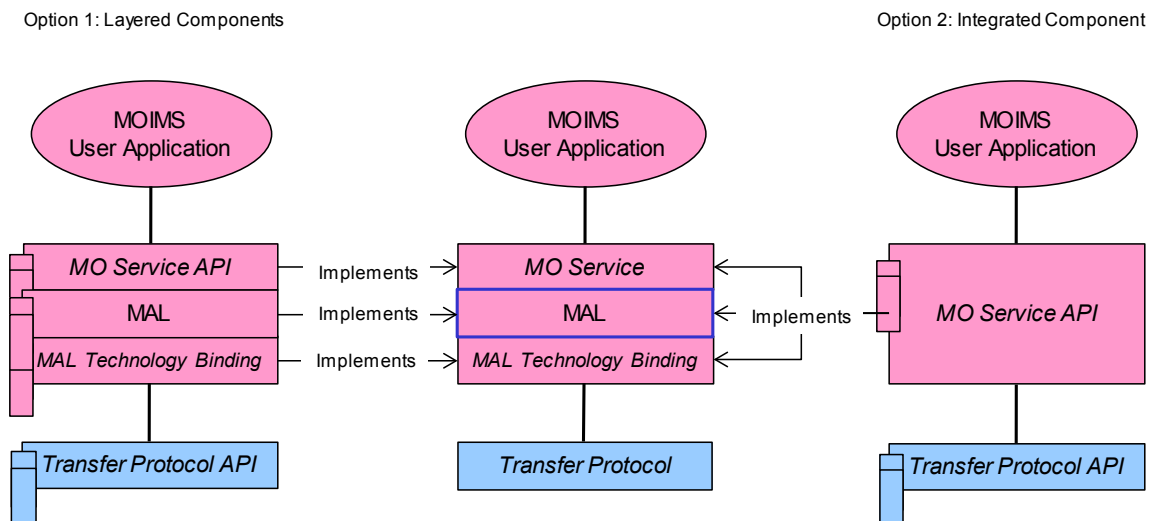 Option 1: Layered Components
Option 2: Integrated Component
MOIMS
User Application
MOIMS
User Application
MOIMS
User Application
MO Service API
Implements
MO Service
MAL
Implements
MAL
Implements
MO Service API
MAL Technology Binding
Implements
MAL Technology Binding
Transfer Protocol API
Transfer Protocol
Transfer Protocol API